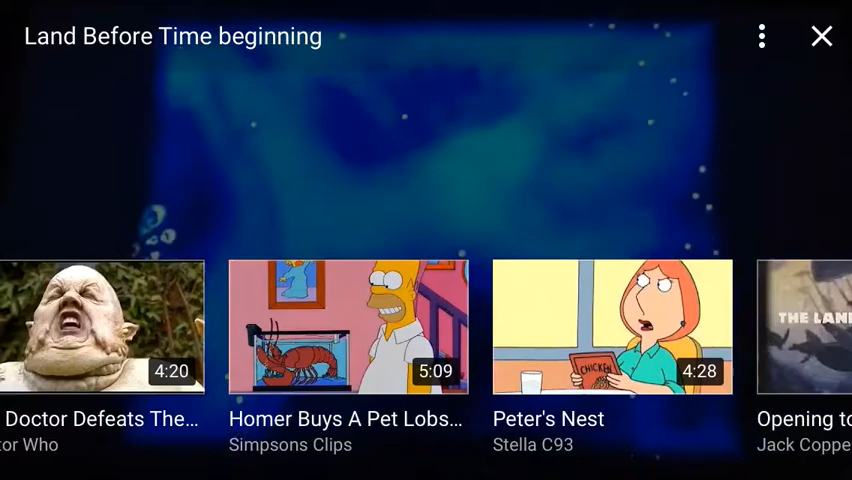 Land Before Time beginning
4:20
5:09
CHICKEN
4:28
THE LAN
Doctor Defeats The...
Homer Buys A Pet Lobs...
Peter's Nest
Opening to
tor Who
Simpsons Clips
Stella C93
Jack Coppe